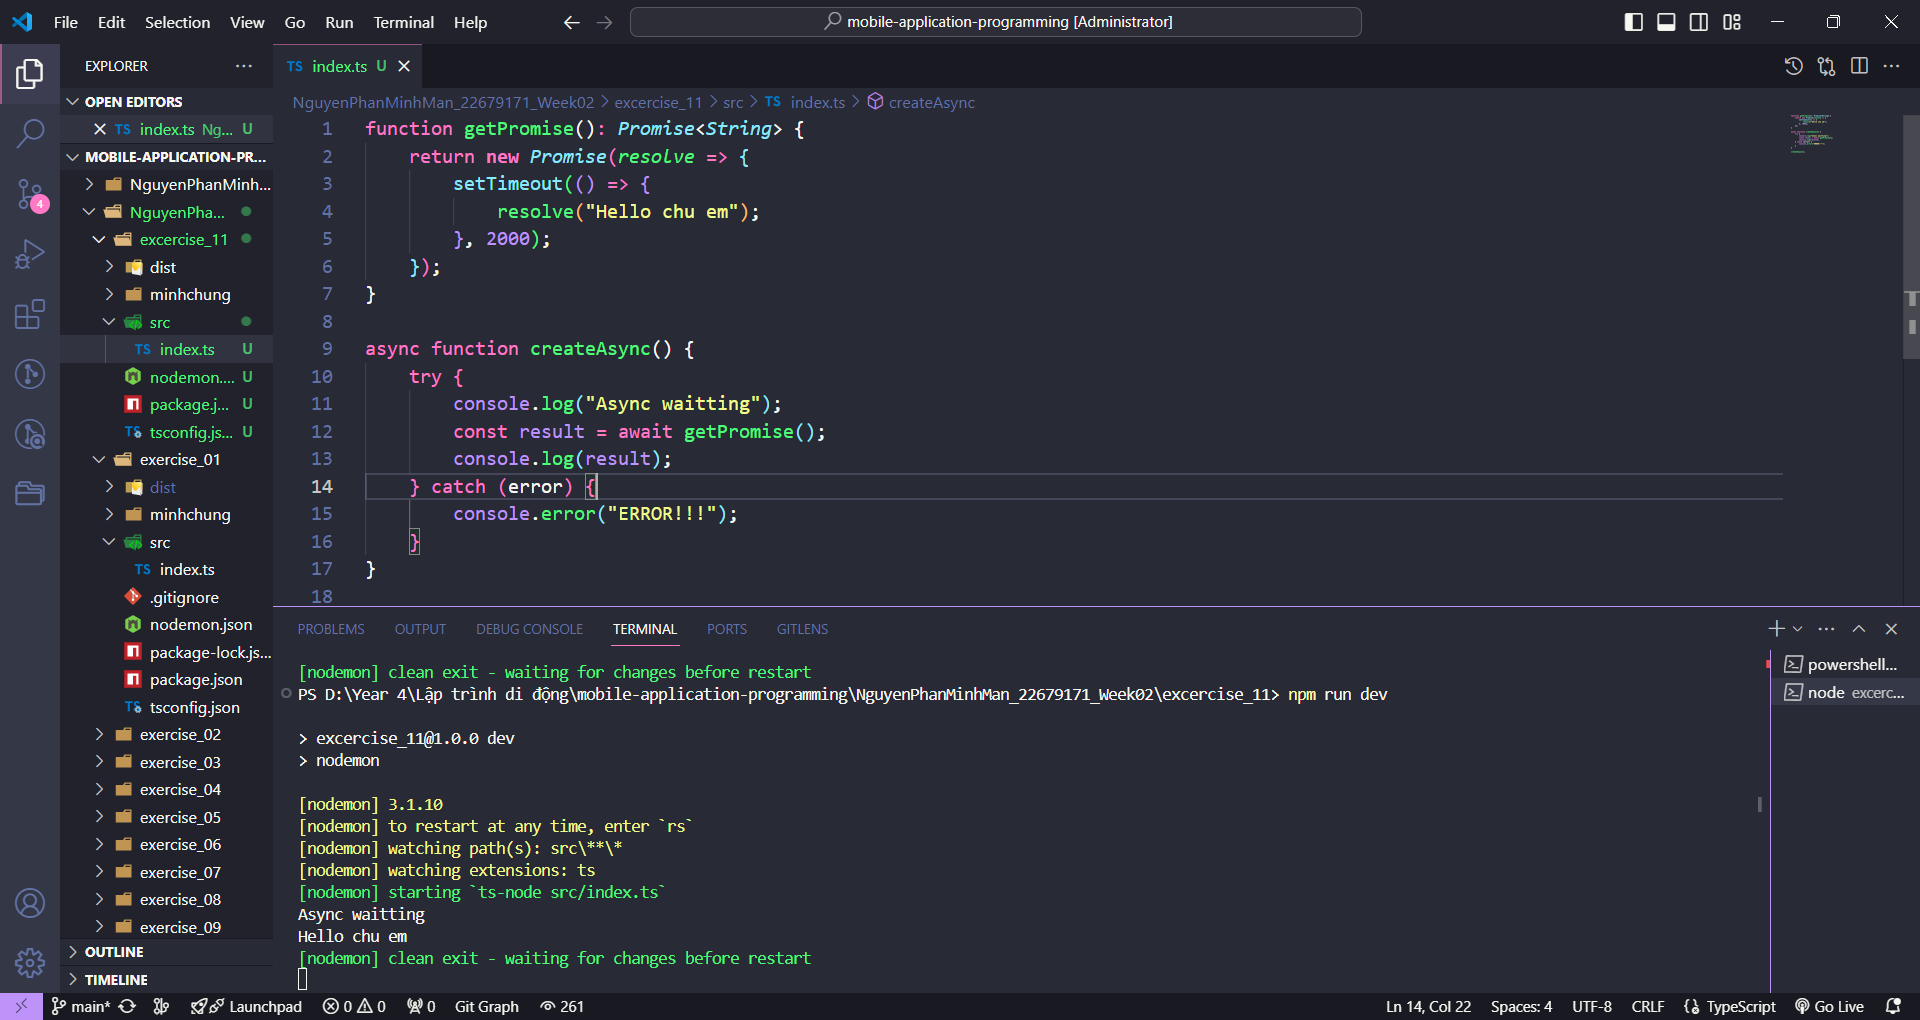 File Edit Selection View Go Run Terminal Help
mobile-application-programming [Administrator]
EXPLORER
OPEN EDITORS
TS index.ts Ng... U
MOBILE-APPLICATION-PR...
NguyenPhanMinh...
NguyenPha...
excercise_11
dist
minhchung
src
TS index.ts U
nodemon.... U
package.j... U
tsconfig.js... U
exercise_01
dist
minhchung
src
TS index.ts
.gitignore
nodemon.json
package-lock.js...
package.json
tsconfig.json
exercise_02
exercise_03
exercise_04
exercise_05
exercise_06
exercise_07
exercise_08
exercise_09
OUTLINE
TIMELINE
4
TS index.ts U
NguyenPhanMinhMan_22679171_Week02 > excercise_11 > src > TS index.ts > createAsync
1 function getPromise(): Promise<String> {
2 return new Promise(resolve => {
3 setTimeout(() => {
4 resolve("Hello chu em");
5 }, 2000);
6 });
7 }
8
9 async function createAsync() {
10 try {
11 console.log("Async waitting");
12 const result = await getPromise();
13 console.log(result);
14 } catch (error) {
15 console.error("ERROR!!!");
16 }
17 }
18
PROBLEMS OUTPUT DEBUG CONSOLE TERMINAL PORTS GITLENS
[nodemon] clean exit - waiting for changes before restart
PS D:\Year 4\Lập trình di động\mobile-application-programming\NguyenPhanMinhMan_22679171_Week02\excercise_11> npm run dev
> excercise_11@1.0.0 dev
> nodemon
[nodemon] 3.1.10
[nodemon] to restart at any time, enter `rs`
[nodemon] watching path(s): src\**\*
[nodemon] watching extensions: ts
[nodemon] starting `ts-node src/index.ts`
Async waitting
Hello chu em
[nodemon] clean exit - waiting for changes before restart
powershell...
node excerc...
main* Launchpad 0 0 0 Git Graph 261
Ln 14, Col 22 Spaces: 4 UTF-8 CRLF {} TypeScript Go Live